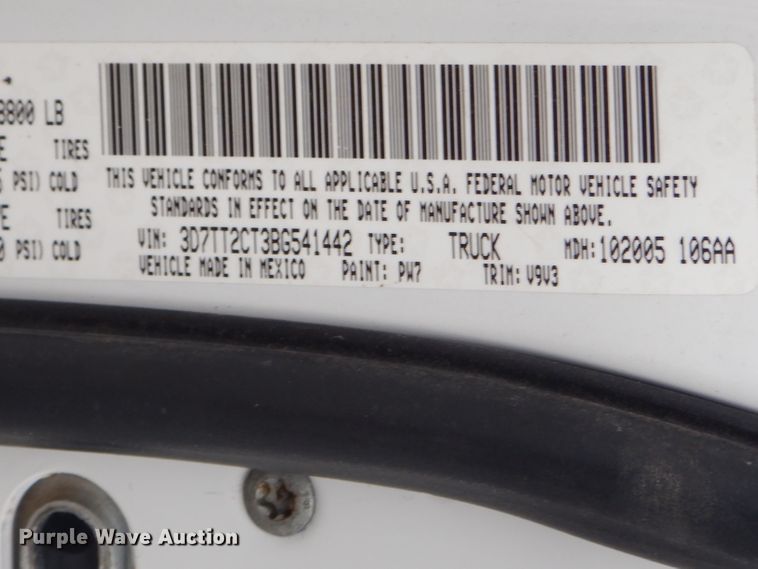 8800 LB
TIRES
PSI) COLD
TIRES
PSI) COLD
THIS VEHICLE CONFORMS TO ALL APPLICABLE U.S.A. FEDERAL MOTOR VEHICLE SAFETY
STANDARDS IN EFFECT ON THE DATE OF MANUFACTURE SHOWN ABOVE.
VIN: 3D7TT2CT3BG541442 TYPE: TRUCK MDH:102005 106AA
VEHICLE MADE IN MEXICO PAINT: PW7 TRIM: V9V3
Purple Wave Auction